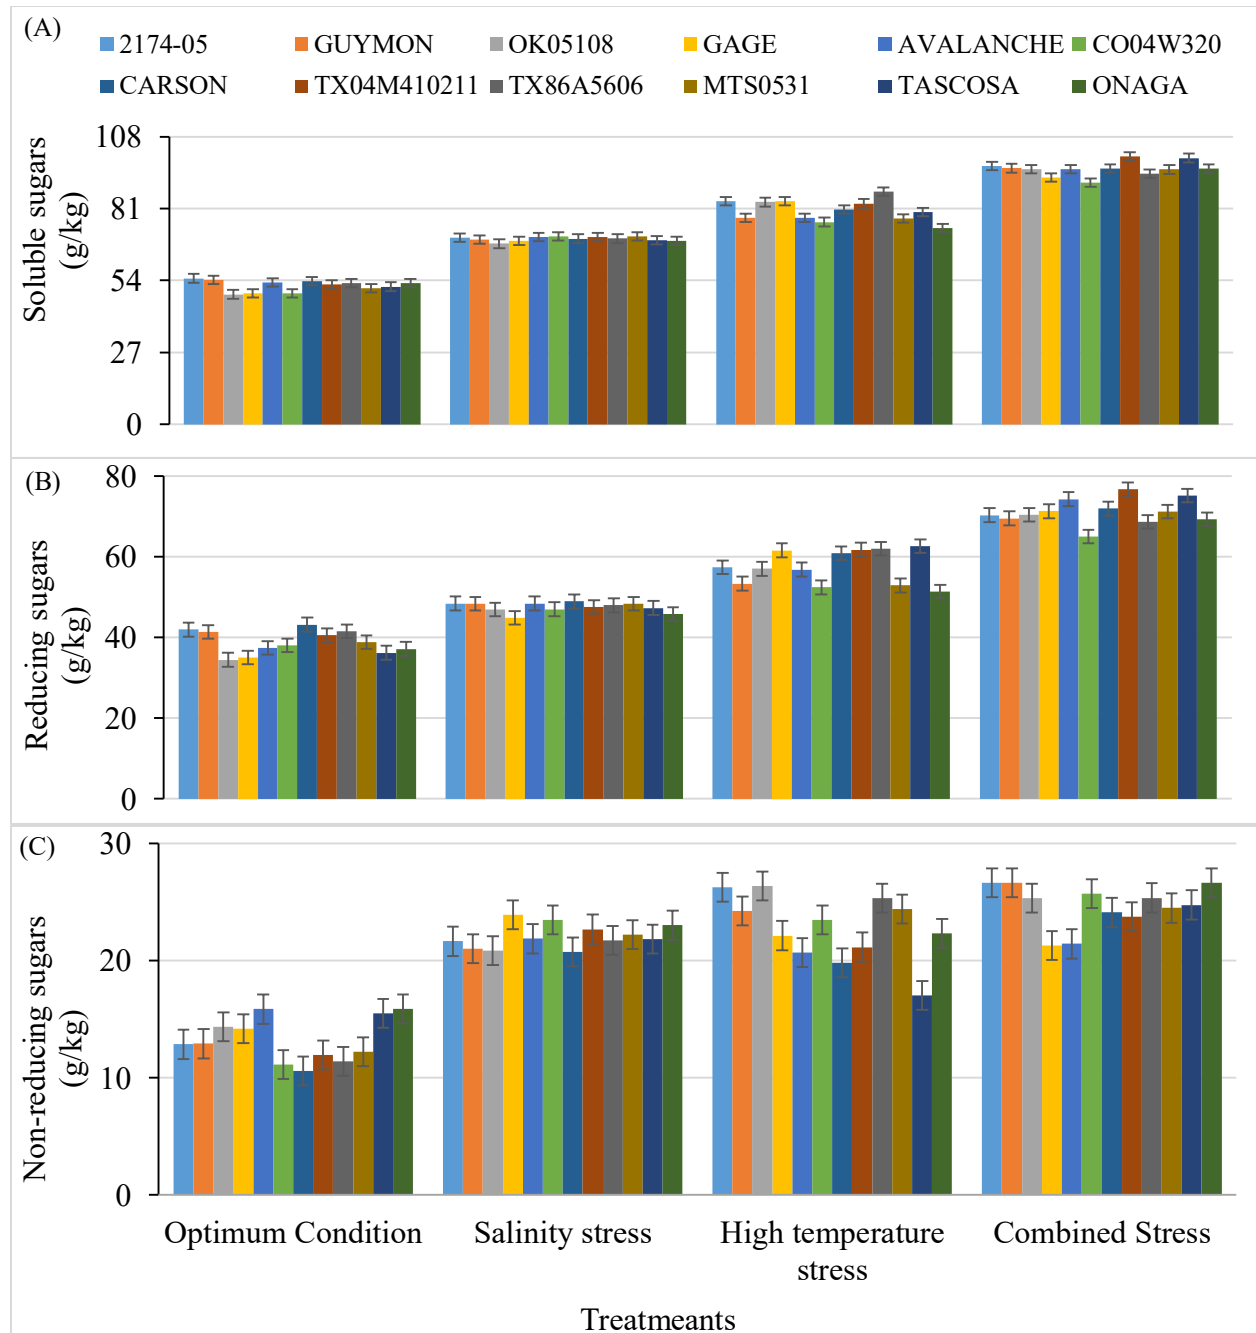 (A)
2174-05 GUYMON OK05108 GAGE AVALANCHE CO04W320
CARSON TX04M410211 TX86A5606 MTS0531 TASCOSA ONAGA
Soluble sugars
(g/kg)
108
81
54
27
0
(B)
Reducing sugars
(g/kg)
80
60
40
20
0
(C)
Non-reducing sugars
(g/kg)
30
20
10
0
Optimum Condition Salinity stress High temperature Combined Stress
stress
Treatmeants